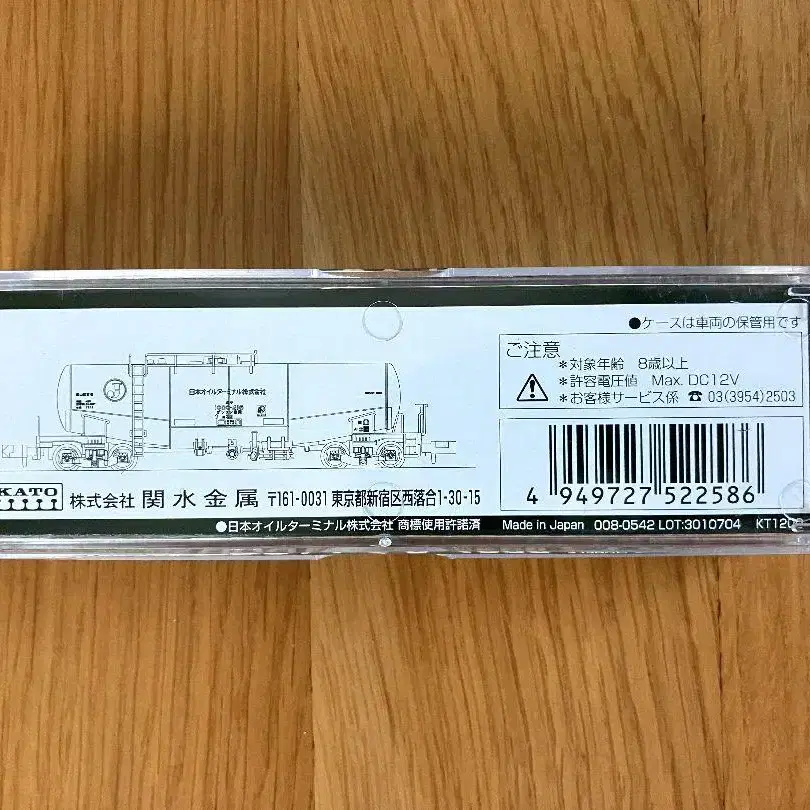 ●ケースは車両の保管用です
ご注意
*対象年齢 8歳以上
*許容電圧値 Max. DC12V
*お客様サービス係 ☎ 03(3954)2503
日本オイルターミナル株式会社
4 949727 522586
KATO 株式会社 関水金属 〒161-0031 東京都新宿区西落合1-30-15
●日本オイルターミナル株式会社 商標使用許諾済 Made in Japan 008-0542 LOT:3010704